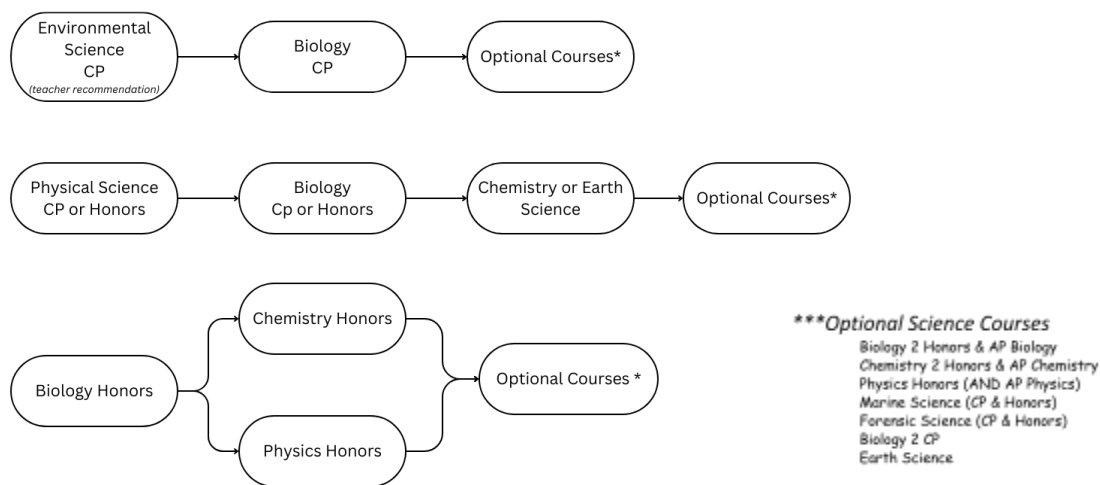 Environmental
Science
CP
(teacher recommendation)
Biology
CP
Optional Courses*
Physical Science
CP or Honors
Biology
Cp or Honors
Chemistry or Earth
Science
Optional Courses*
Biology Honors
Chemistry Honors
Physics Honors
Optional Courses *
***Optional Science Courses
Biology 2 Honors & AP Biology
Chemistry 2 Honors & AP Chemistry
Physics Honors (AND AP Physics)
Marine Science (CP & Honors)
Forensic Science (CP & Honors)
Biology 2 CP
Earth Science